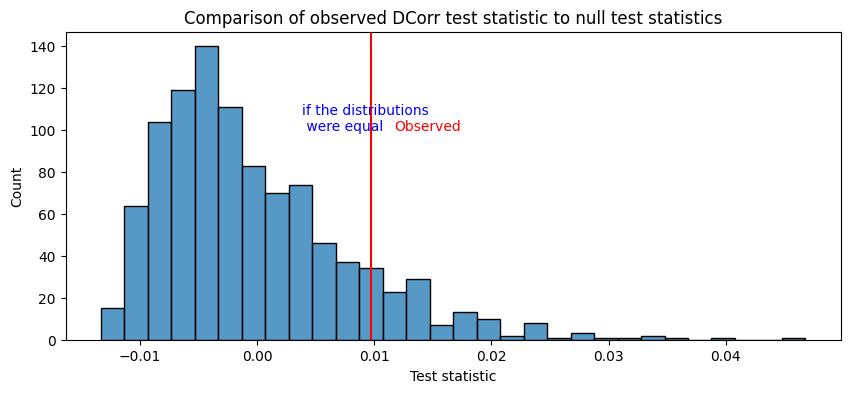 Comparison of observed DCorr test statistic to null test statistics
140
120
100
80
60
40
20
0
Count
if the distributions
were equal
Observed
−0.01
0.00
0.01
0.02
0.03
0.04
Test statistic